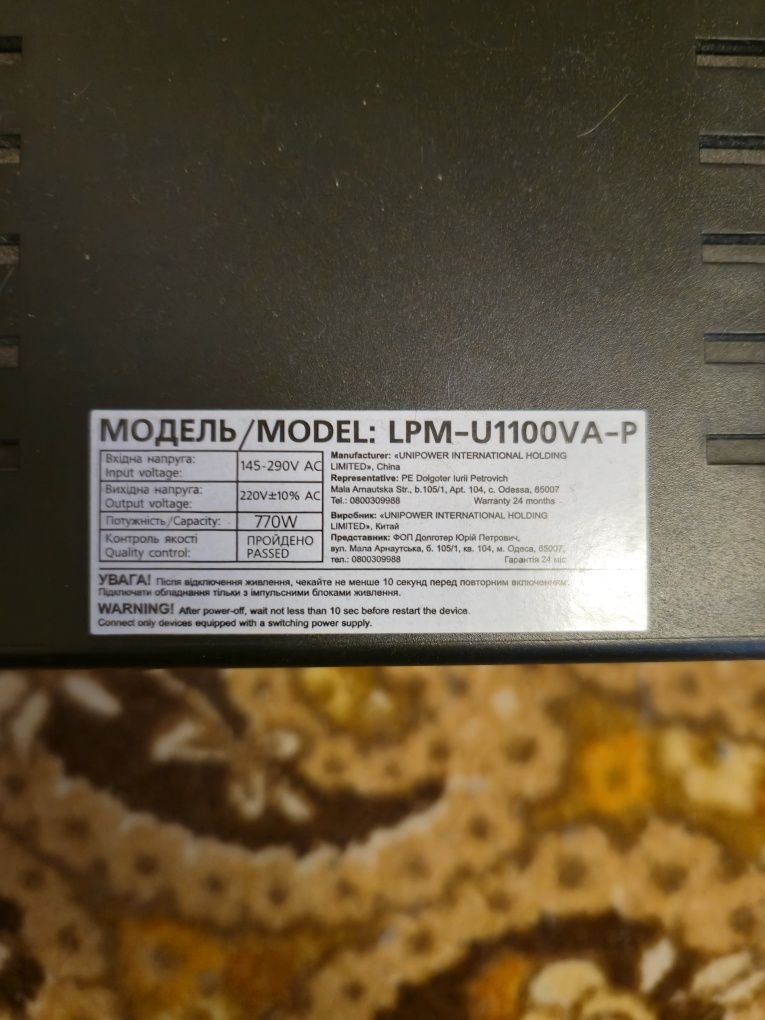 МОДЕЛЬ/MODEL: LPM-U1100VA-P
Вхідна напруга:
Input voltage:
145-290V AC
Вихідна напруга:
Output voltage:
220V±10% AC
Потужність/Capacity:
770W
Контроль якості
Quality control:
ПРОЙДЕНО
PASSED
Manufacturer: «UNIPOWER INTERNATIONAL HOLDING
LIMITED», China
Representative: PE Dolgoter Iurii Petrovich
Mala Arnautska Str., b.105/1, Apt. 104, c. Odessa, 65007
Tel.: 0800309988 Warranty 24 months
Виробник: «UNIPOWER INTERNATIONAL HOLDING
LIMITED», Китай
Представник: ФОП Долготер Юрій Петрович,
вул. Мала Арнаутська, б. 105/1, кв. 104, м. Одеса, 65007,
тел.: 0800309988 Гарантія 24 міс
УВАГА! Після відключення живлення, чекайте не менше 10 секунд перед повторним включенням.
Підключати обладнання тільки з імпульсними блоками живлення.
WARNING! After power-off, wait not less than 10 sec before restart the device.
Connect only devices equipped with a switching power supply.